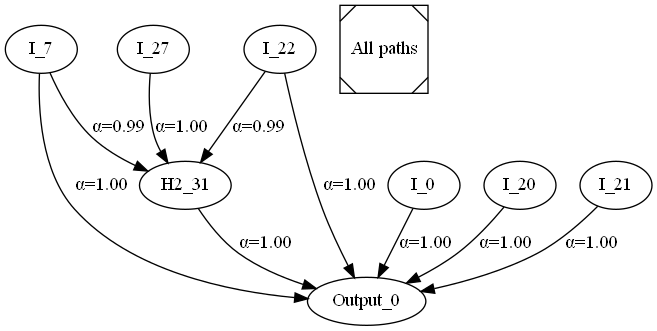 I_7
I_27
I_22
All paths
α=0.99
α=1.00
α=0.99
α=1.00
H2_31
α=1.00
I_0
I_20
I_21
α=1.00
α=1.00
α=1.00
α=1.00
Output_0